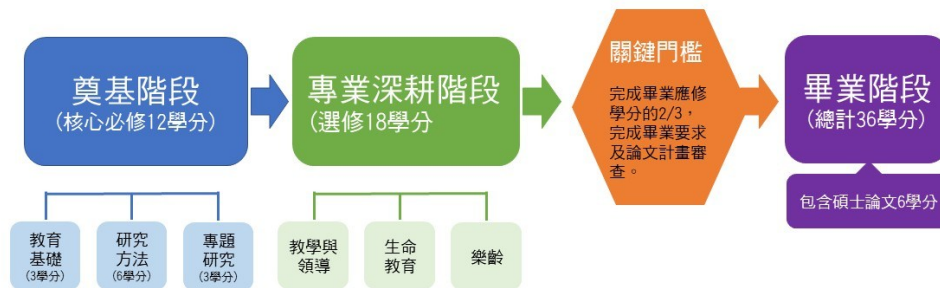 奠基階段
(核心必修12學分)
專業深耕階段
(選修18學分
關鍵門檻
完成畢業應修
學分的2/3，
完成畢業要求
及論文計畫審
查。
畢業階段
(總計36學分)
包含碩士論文6學分
教育
基礎
(3學分)
研究
方法
(6學分)
專題
研究
(3學分)
教學與
領導
生命
教育
樂齡